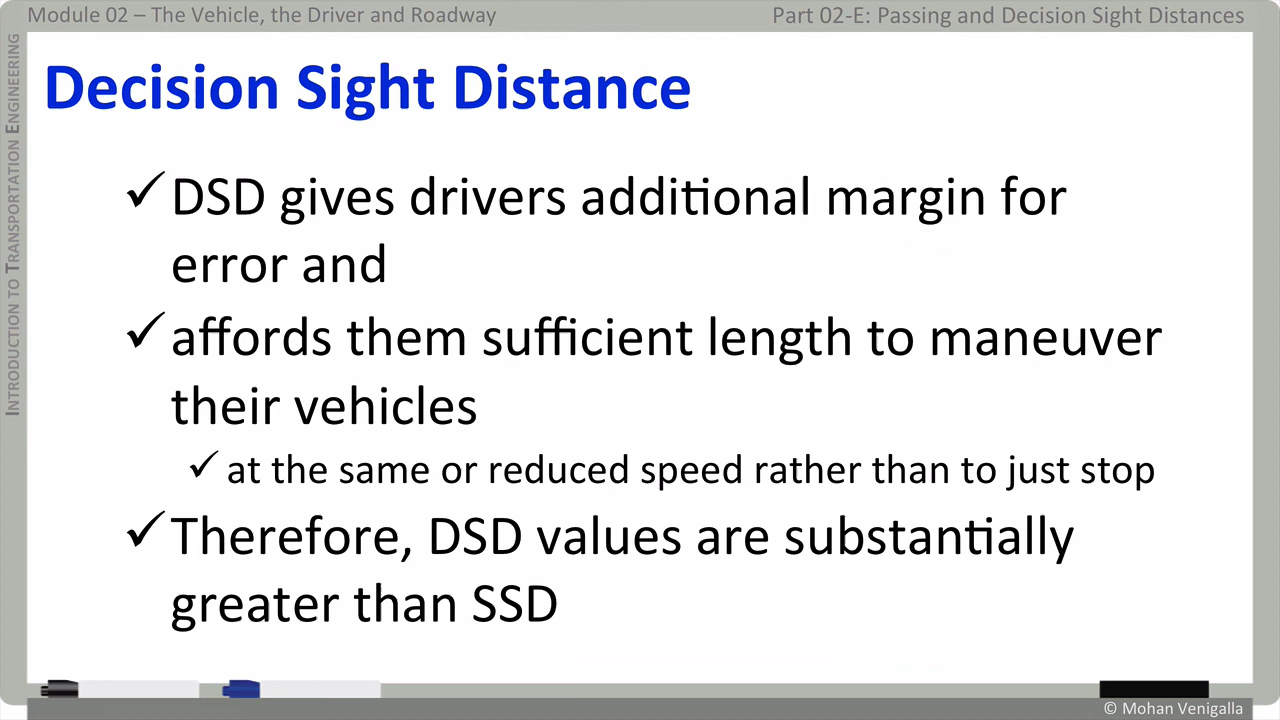 Module 02 – The Vehicle, the Driver and Roadway
Part 02-E: Passing and Decision Sight Distances
INTRODUCTION TO TRANSPORTATION ENGINEERING
Decision Sight Distance
✓ DSD gives drivers additional margin for
error and
✓ affords them sufficient length to maneuver
their vehicles
✓ at the same or reduced speed rather than to just stop
✓ Therefore, DSD values are substantially
greater than SSD
© Mohan Venigalla